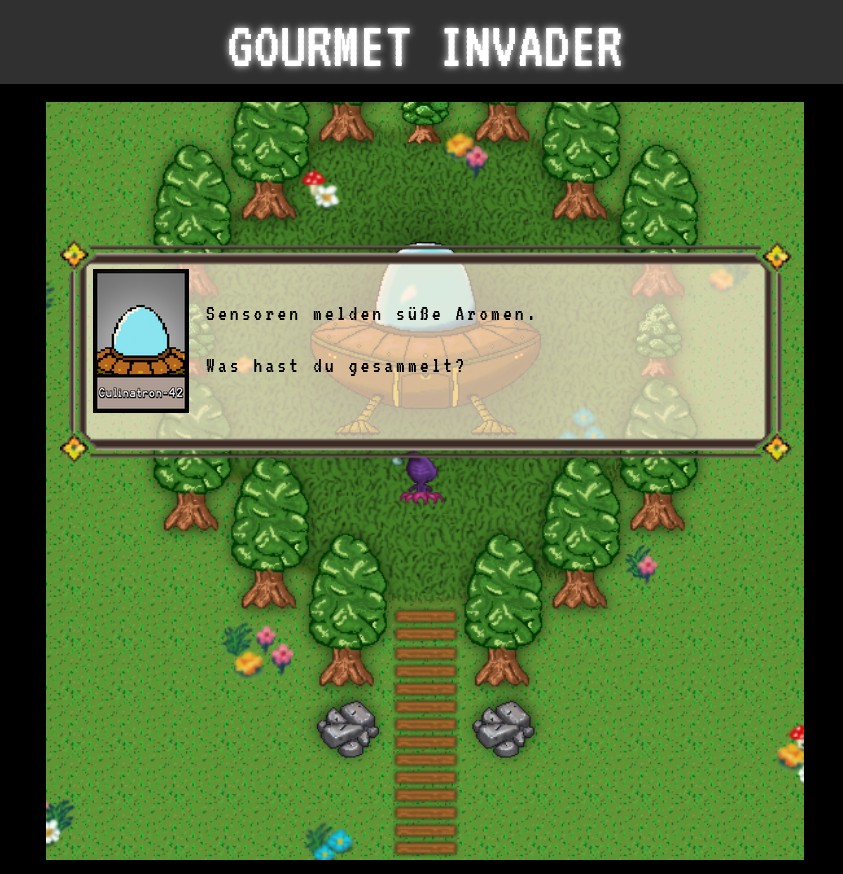 GOURMET INVADER
Sensoren melden süße Aromen.
Was hast du gesammelt?
Culinatron-42